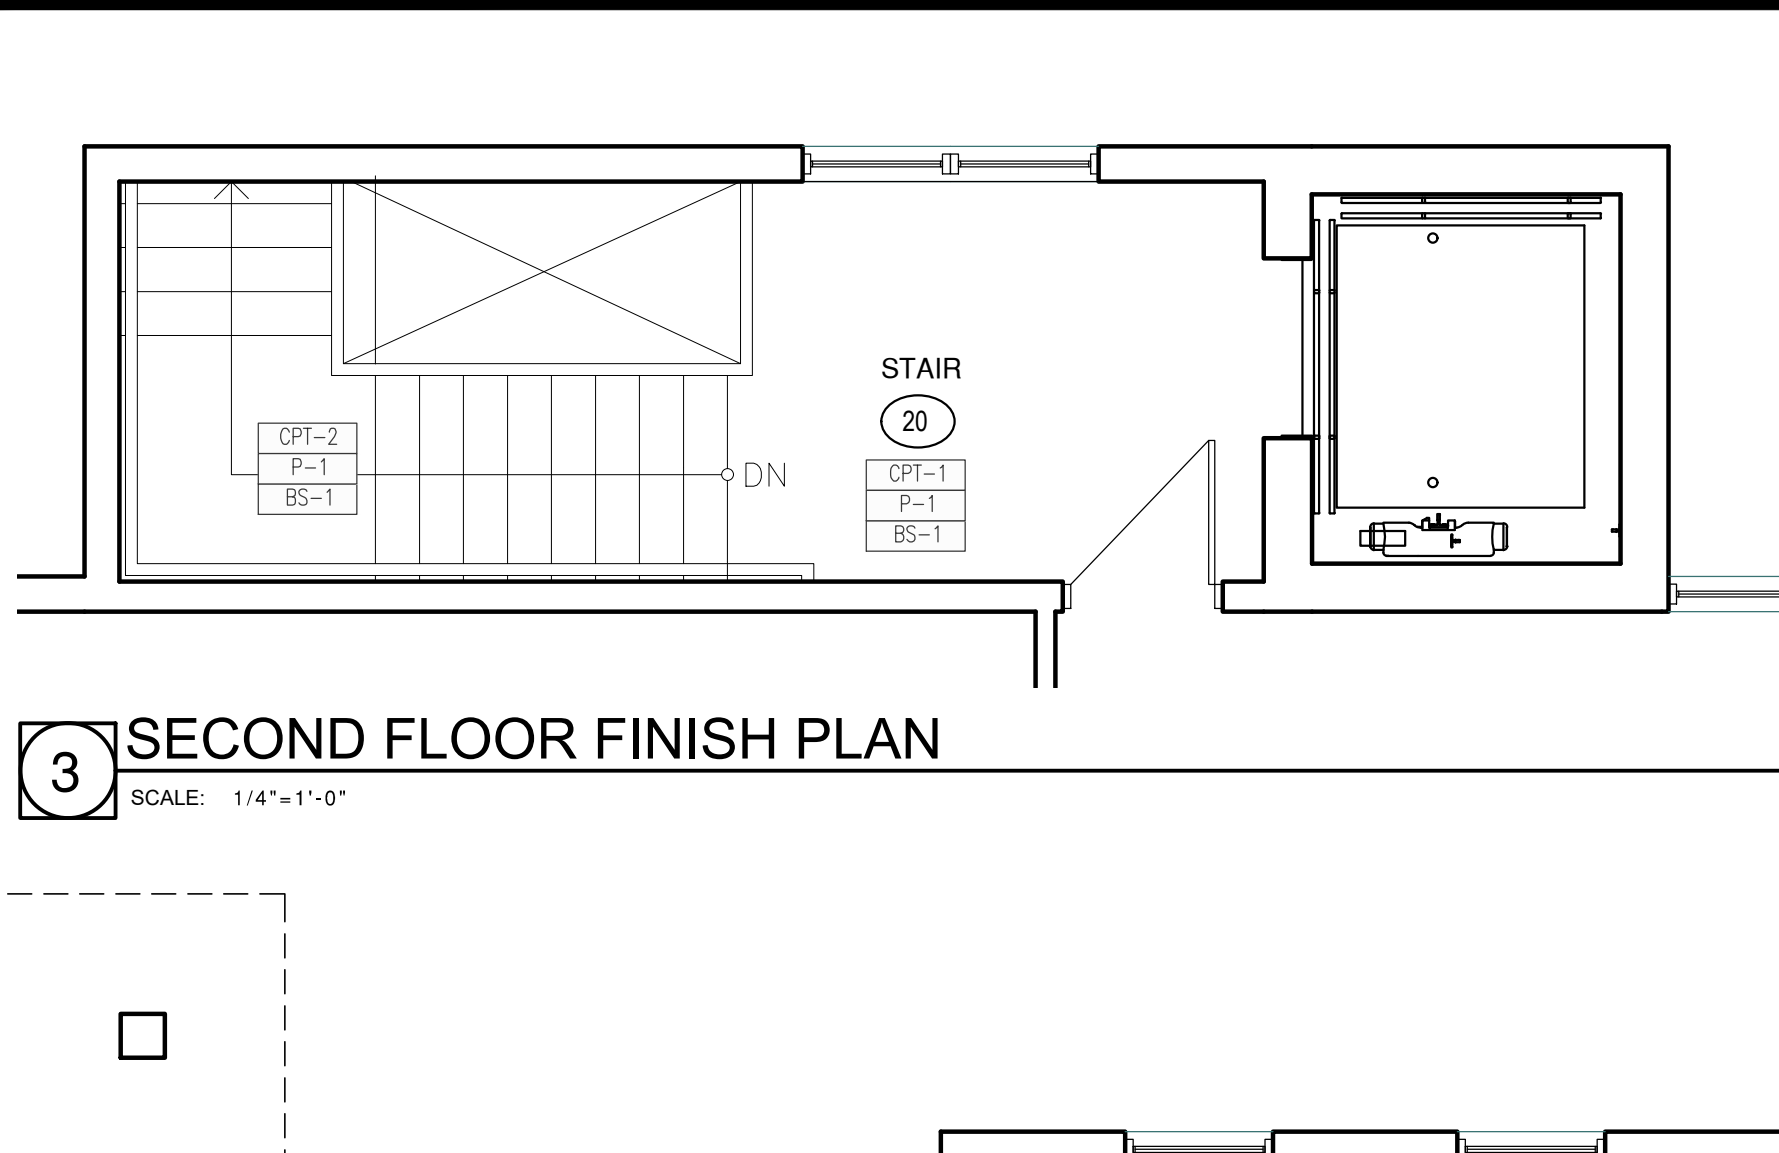 STAIR
20
CPT-2
P-1
BS-1
DN
CPT-1
P-1
BS-1
3
SECOND FLOOR FINISH PLAN
SCALE: 1/4"=1'-0"